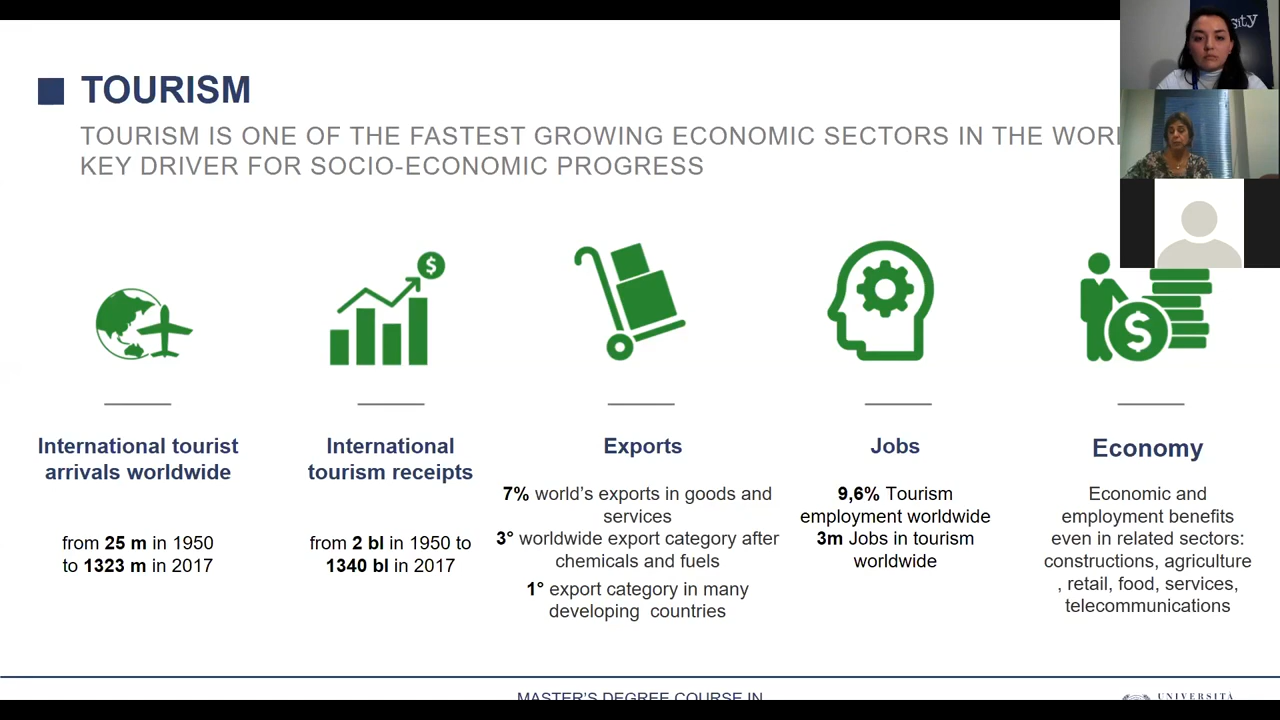 TOURISM
TOURISM IS ONE OF THE FASTEST GROWING ECONOMIC SECTORS IN THE
KEY DRIVER FOR SOCIO-ECONOMIC PROGRESS
International tourist
arrivals worldwide
from 25 m in 1950
to 1323 m in 2017
International
tourism receipts
from 2 bl in 1950 to
1340 bl in 2017
Exports
7% world's exports in goods and
services
3° worldwide export category after
chemicals and fuels
1° export category in many
developing countries
Jobs
9,6% Tourism
employment worldwide
3m Jobs in tourism
worldwide
Economy
Economic and
employment benefits
even in related sectors:
constructions, agriculture
, retail, food, services,
telecommunications
MASTER'S DEGREE COURSE IN
UNIVERSITÀ